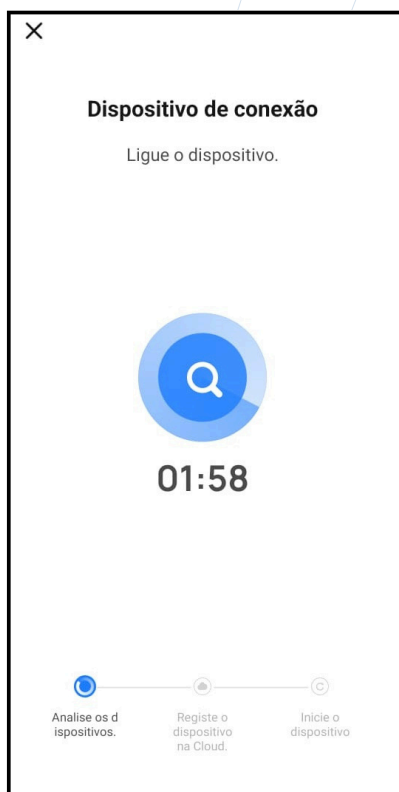 Dispositivo de conexão
Ligue o dispositivo.
01:58
Analise os d
ispositivos.
Registe o
dispositivo
na Cloud.
Inicie o
dispositivo